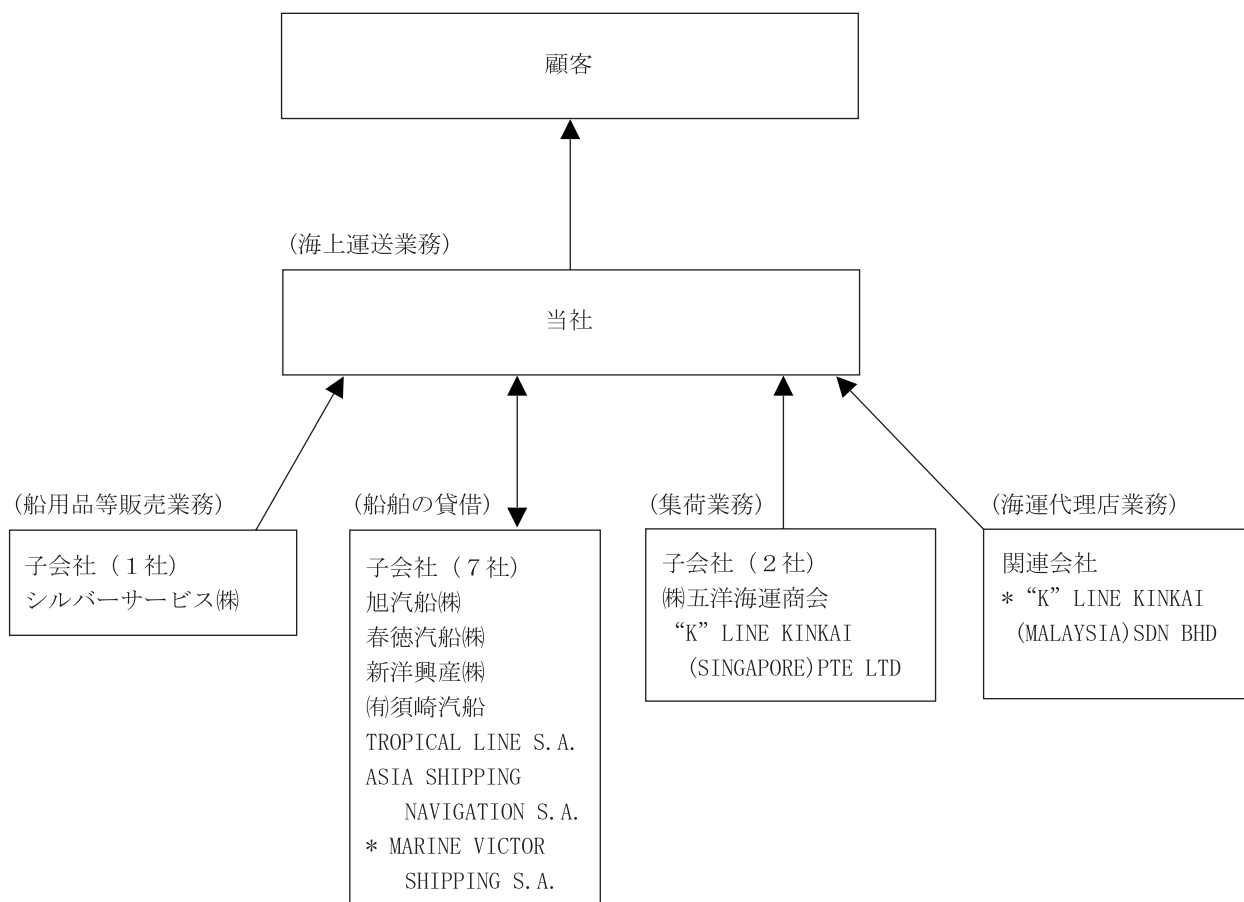 顧客
(海上運送業務)
当社
(船用品等販売業務)
子会社（１社）
シルバーサービス㈱
(船舶の貸借)
子会社（７社）
旭汽船㈱
春徳汽船㈱
新洋興産㈱
㈲須崎汽船
TROPICAL LINE S.A.
ASIA SHIPPING
NAVIGATION S.A.
* MARINE VICTOR
SHIPPING S.A.
(集荷業務)
子会社（２社）
㈱五洋海運商会
“K” LINE KINKAI
(SINGAPORE)PTE LTD
(海運代理店業務)
関連会社
* “K” LINE KINKAI
(MALAYSIA)SDN BHD